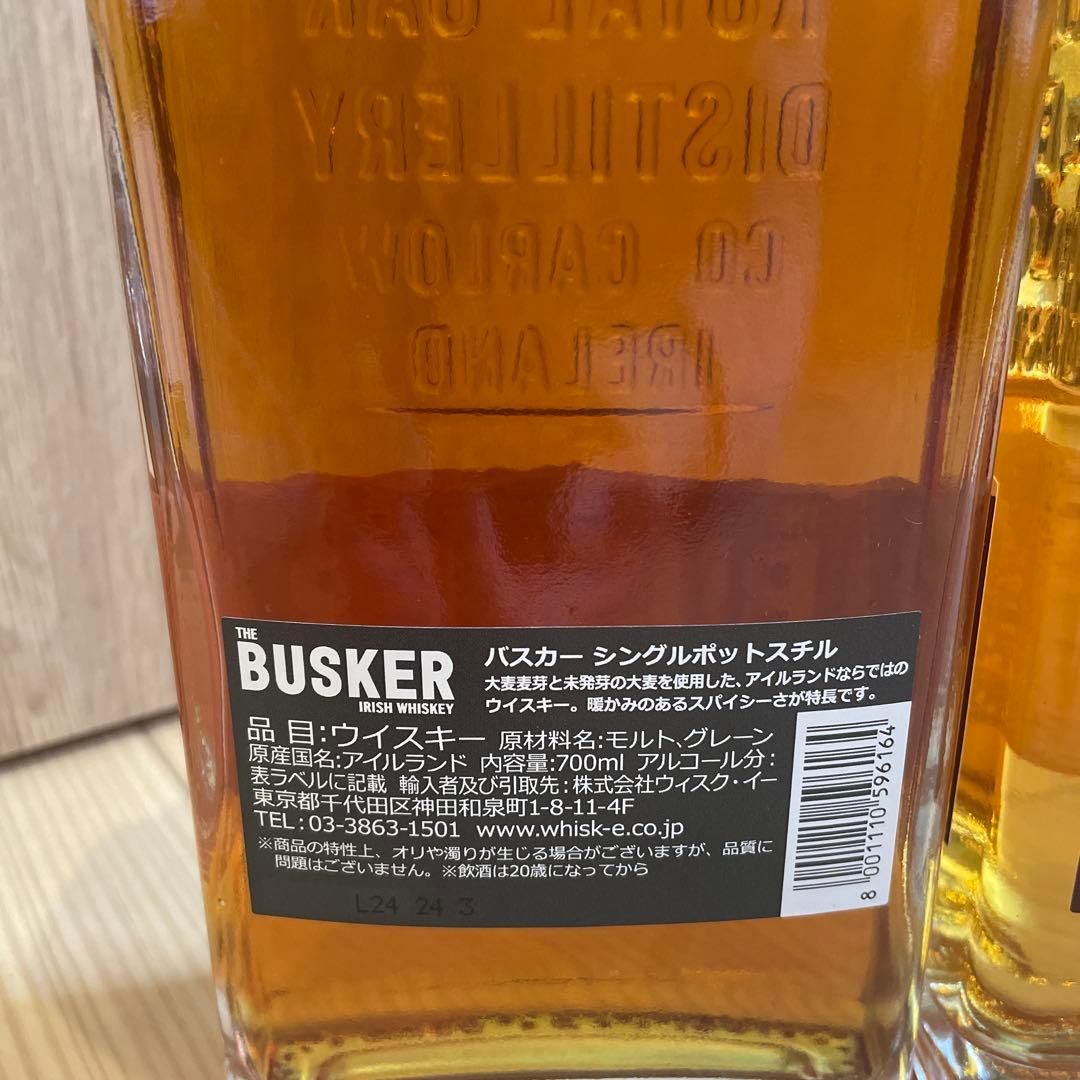 ROYAL OAK
DISTILLERY
CO CARLOW
IRELAND
THE
BUSKER
IRISH WHISKEY
バスカー シングルポットスチル
大麦麦芽と未発芽の大麦を使用した、アイルランドならではの
ウイスキー。暖かみのあるスパイシーさが特長です。
品 目:ウイスキー 原材料名:モルト、グレーン
原産国名:アイルランド 内容量:700ml アルコール分:
表ラベルに記載 輸入者及び引取先:株式会社ウィスク・イー
東京都千代田区神田和泉町1-8-11-4F
TEL:03-3863-1501 www.whisk-e.co.jp
※商品の特性上、オリや濁りが生じる場合がございますが、品質に
問題はございません。※飲酒は20歳になってから
L24 24 3
8 001110 596164